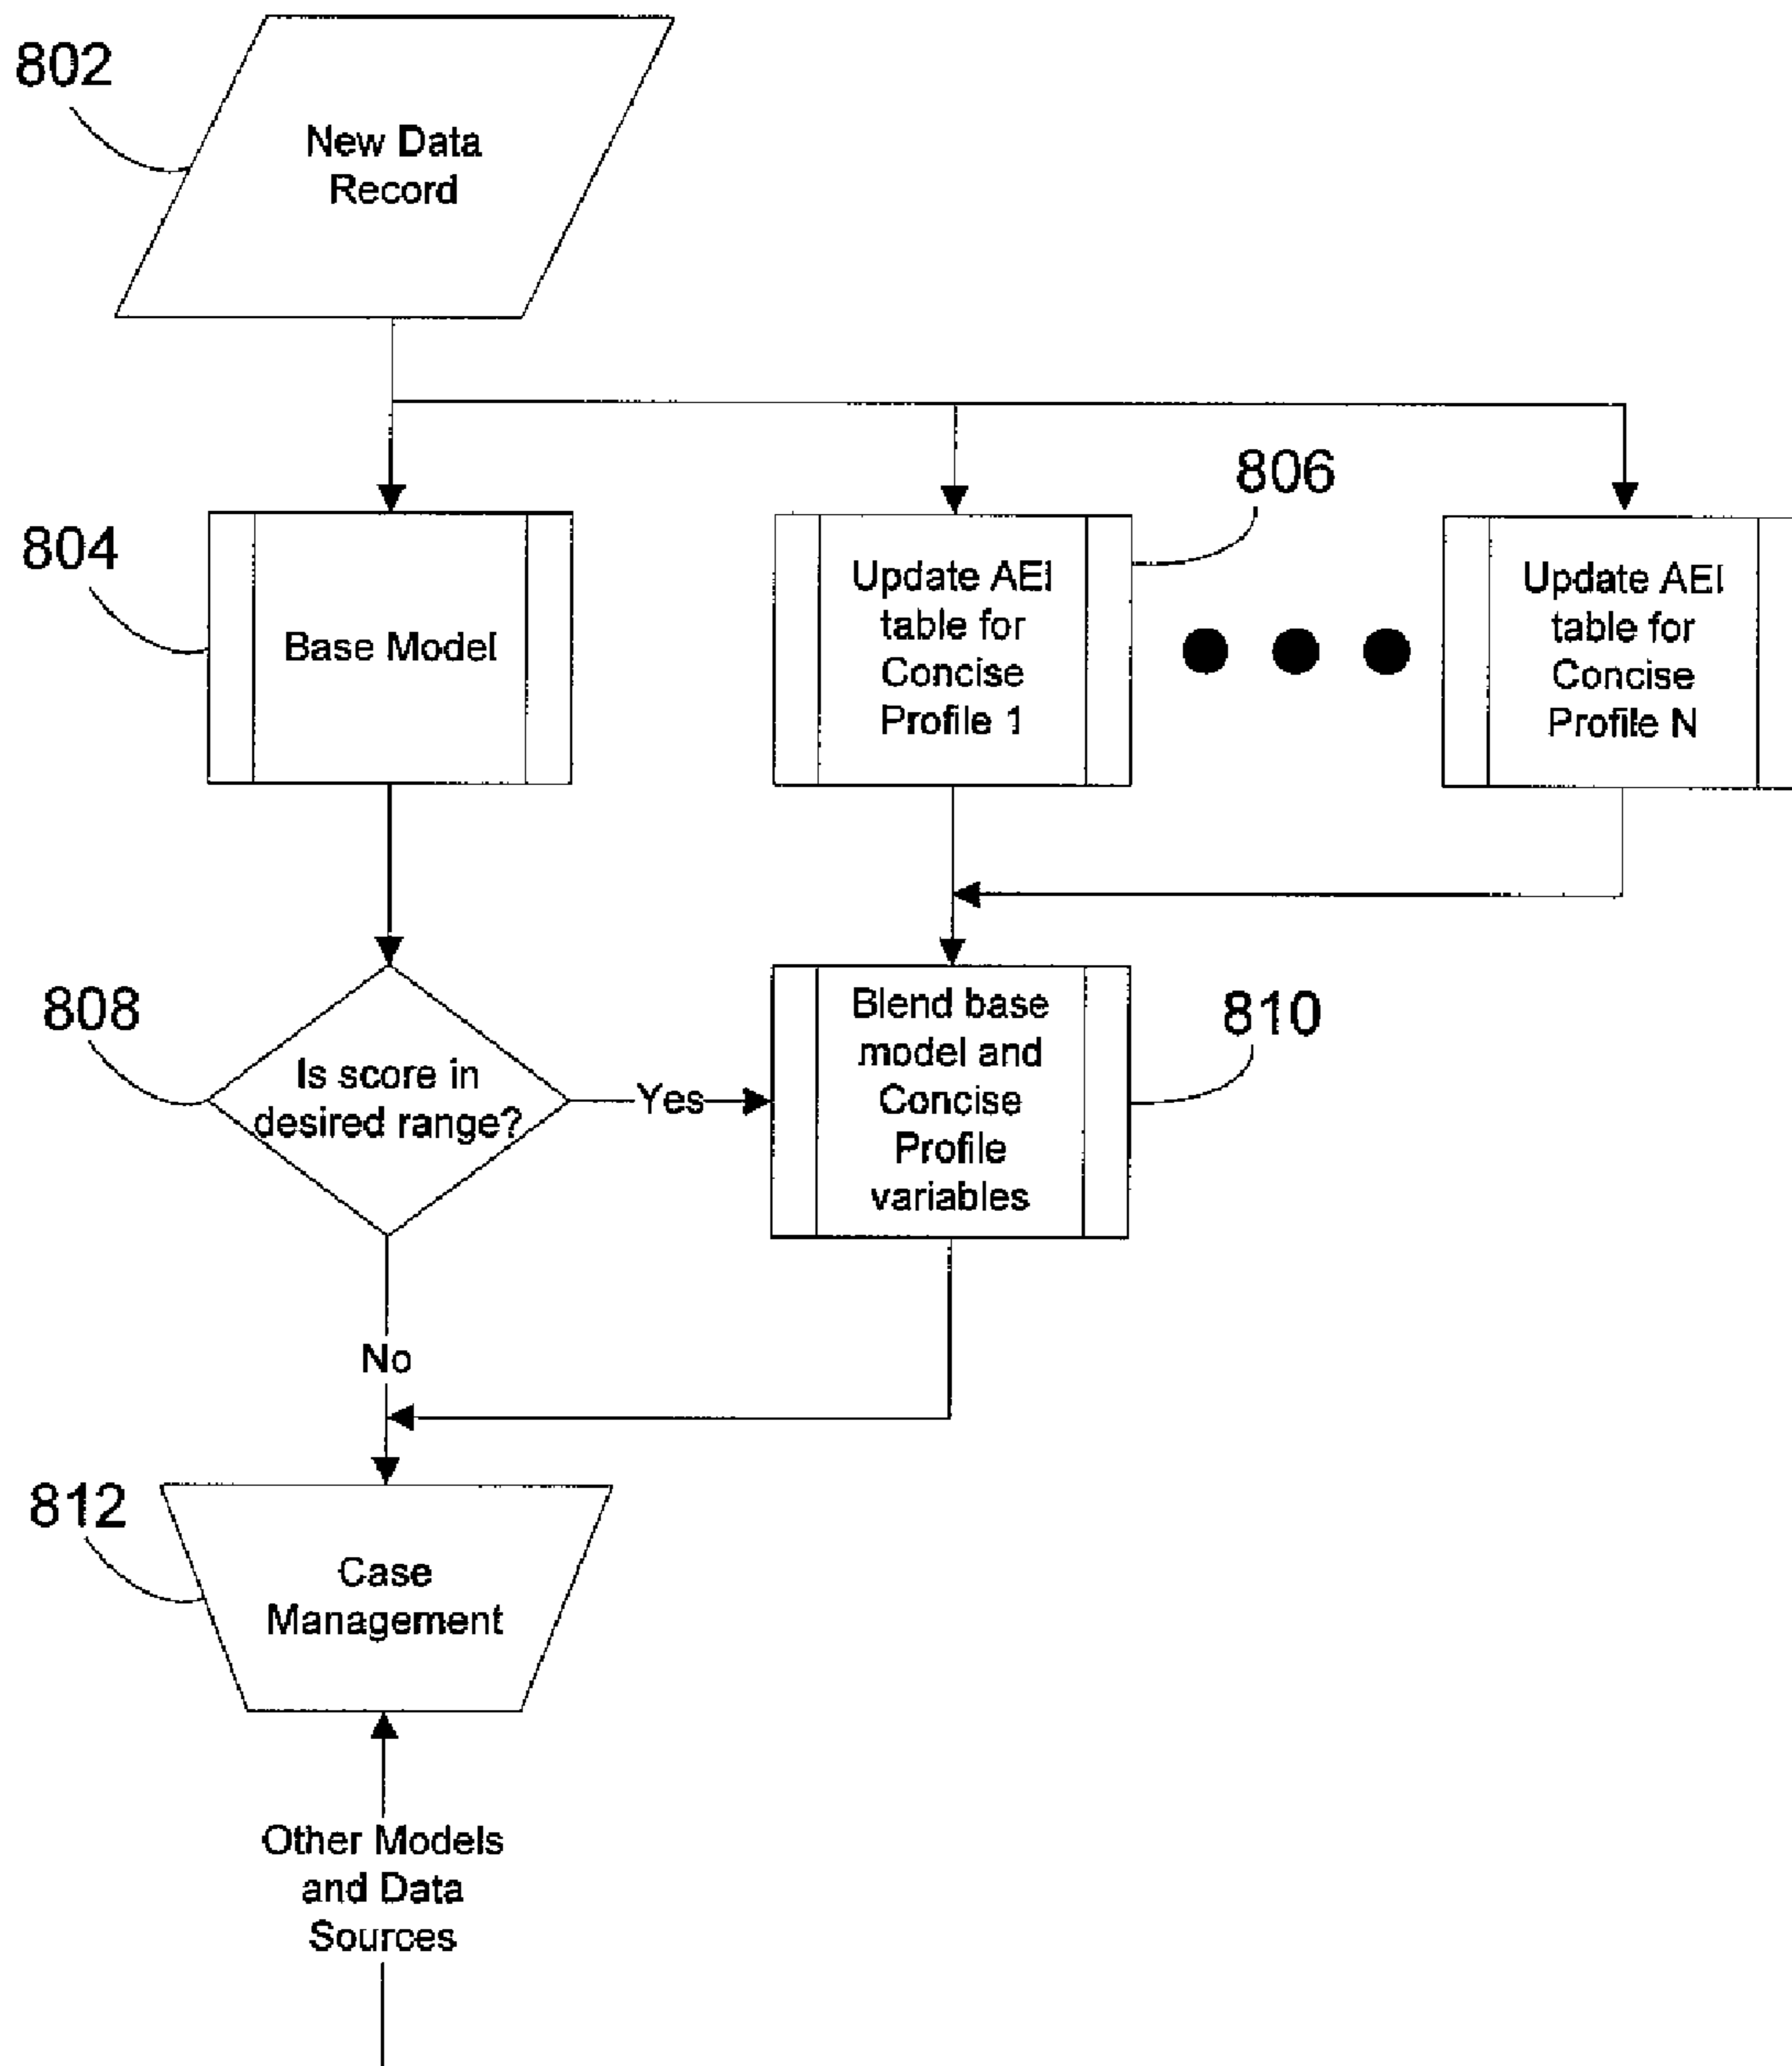 802
New Data
Record
804
Base Model
806
Update AEI
table for
Concise
Profile 1
Update AEI
table for
Concise
Profile N
808
Is score in
desired range?
Yes
810
Blend base
model and
Concise
Profile
variables
No
812
Case
Management
Other Models
and Data
Sources